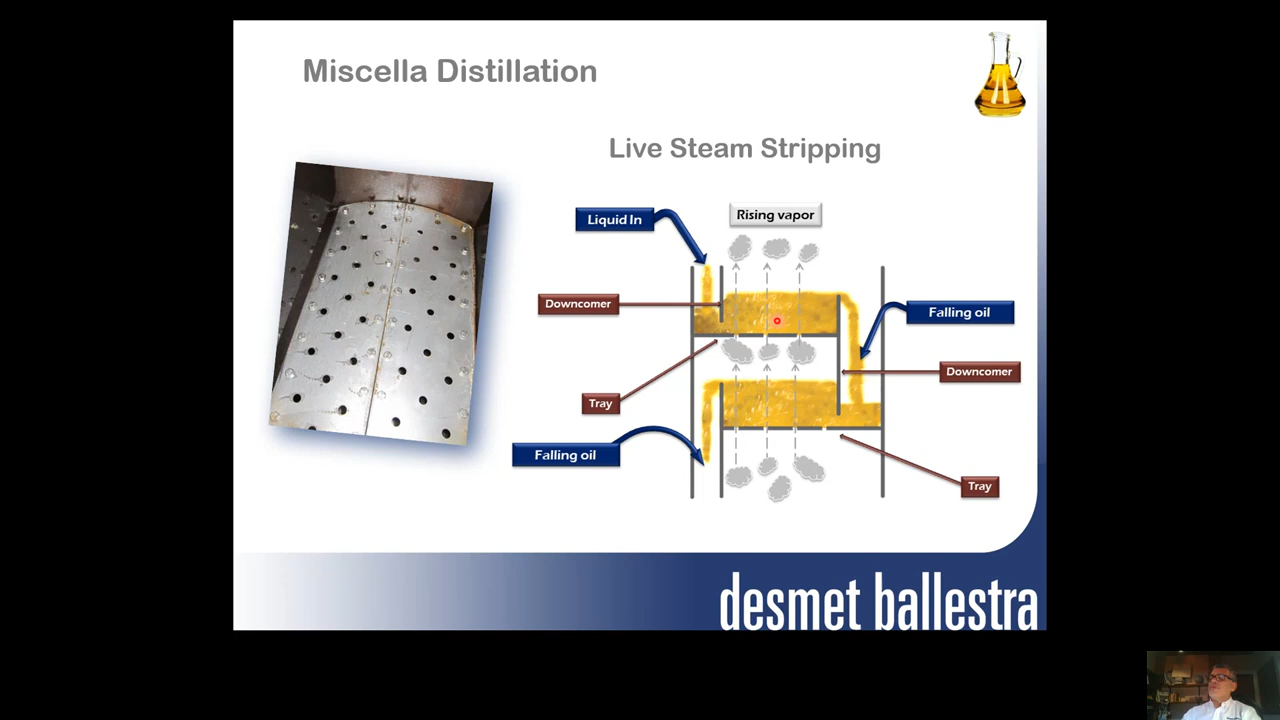 Miscella Distillation
Live Steam Stripping
Liquid In
Rising vapor
Downcomer
Falling oil
Downcomer
Tray
Falling oil
Tray
desmet ballestra